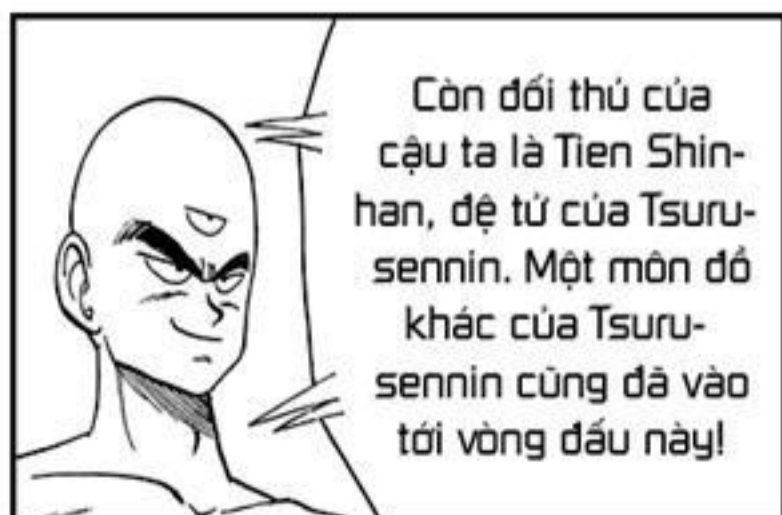 Còn đối thủ của
cậu ta là Tien Shin-
han, đệ tử của Tsuru-
sennin. Một môn đồ
khác của Tsuru-
sennin cũng đã vào
tới vòng đấu này!